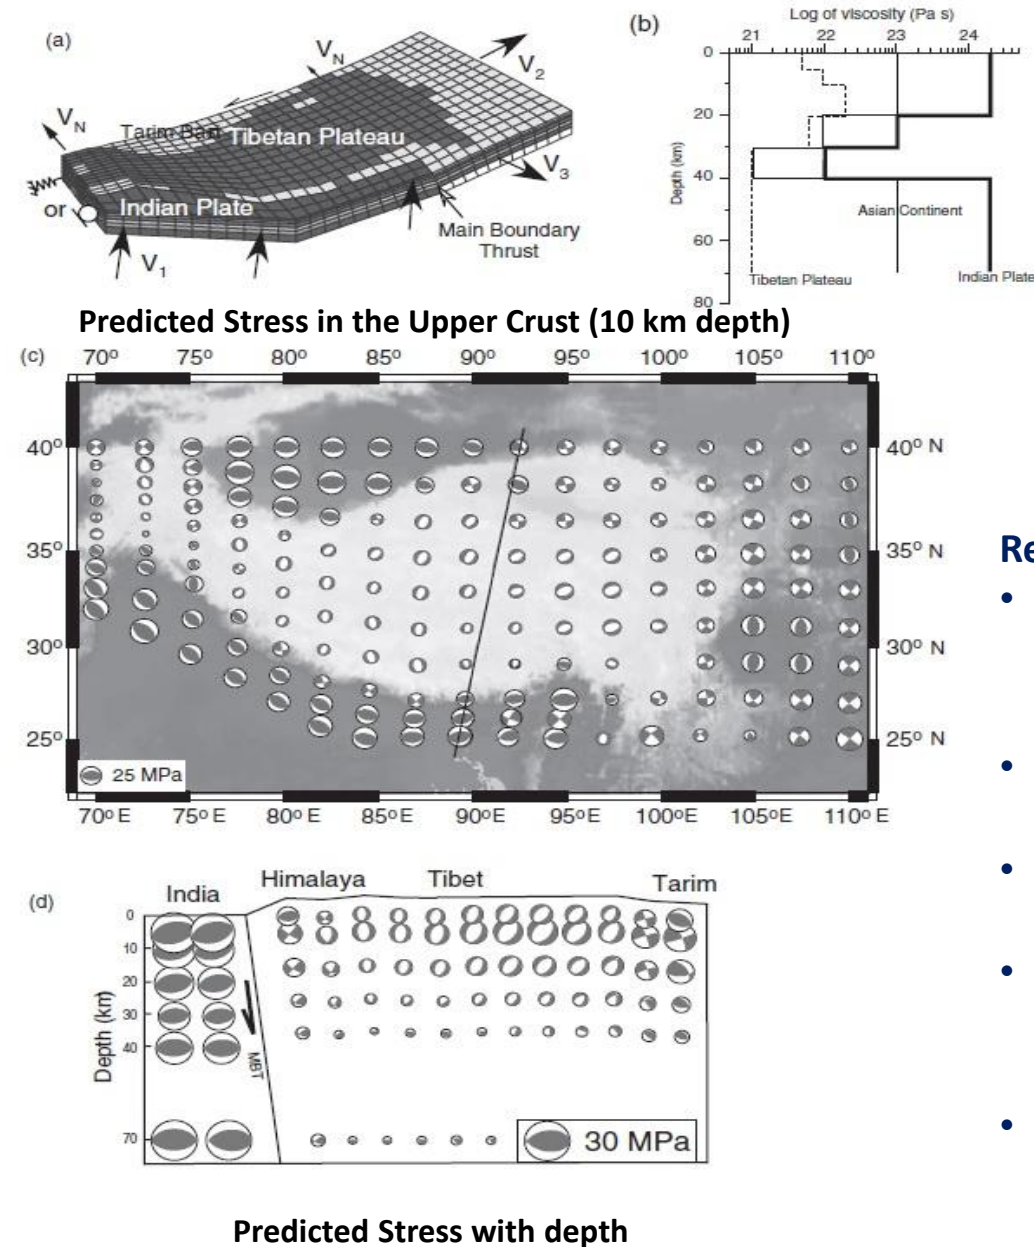 (a)
V_N
V_2
V_N
Tarim Basi
Tibetan Plateau
V_3
or
Indian Plate
V_1
Main Boundary
Thrust
(b)
Log of viscosity (Pa s)
21 22 23 24
Depth (km)
0
20
40
60
80
Asian Continent
Tibetan Plateau
Indian Plate
Predicted Stress in the Upper Crust (10 km depth)
(c)
70° 75° 80° 85° 90° 95° 100° 105° 110°
40° 40° N
35° 35° N
30° 30° N
25° 25° N
25 MPa
70° E 75° E 80° E 85° E 90° E 95° E 100° E 105° E 110° E
Re
•
•
•
•
•
(d)
India
Himalaya
Tibet
Tarim
Depth (km)
0
10
20
30
40
70
MBT
30 MPa
Predicted Stress with depth